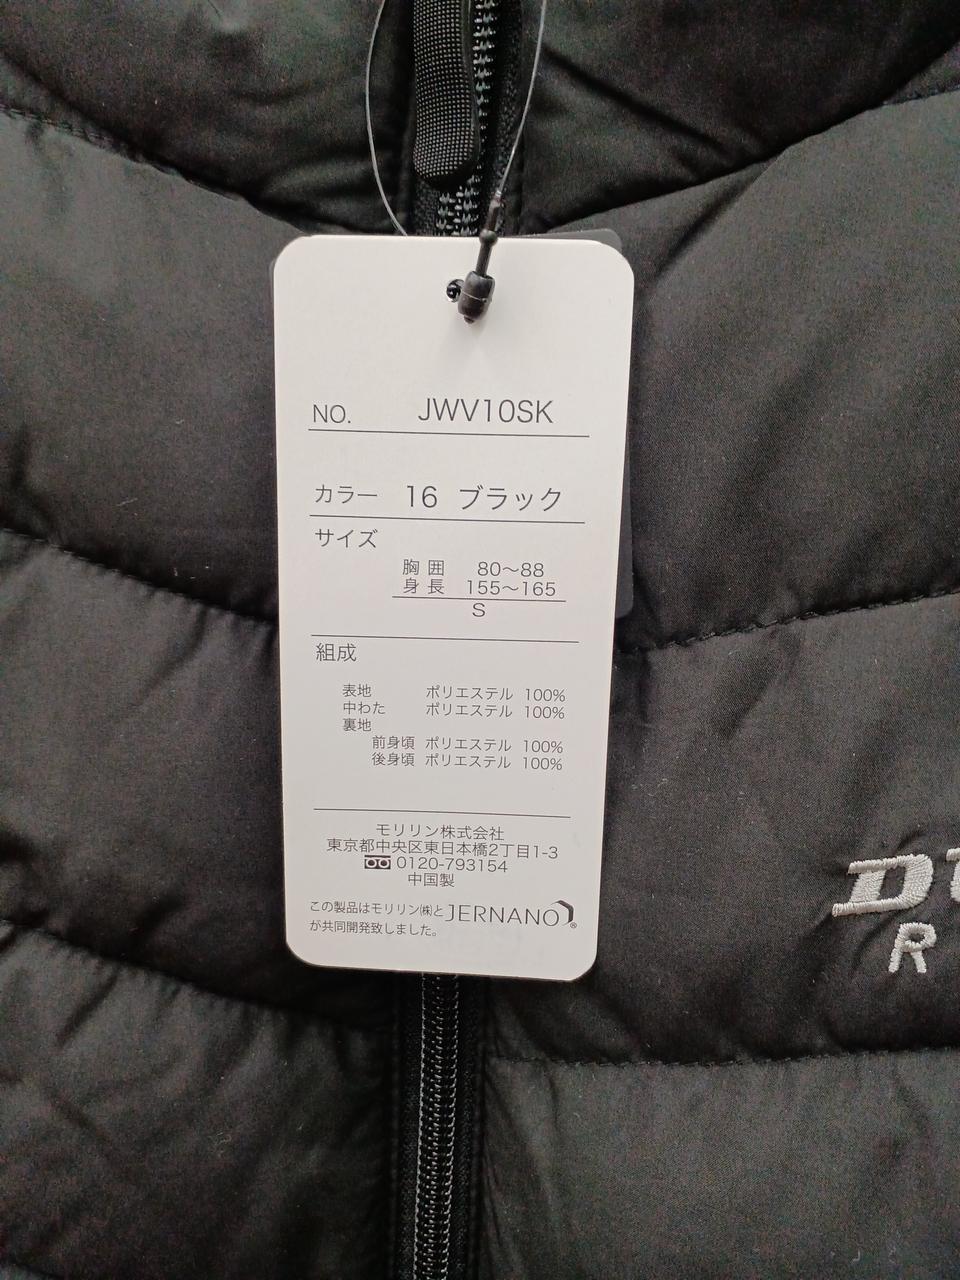 NO. JWV10SK
カラー 16 ブラック
サイズ
胸囲 80〜88
身長 155〜165
S
組成
表地 ポリエステル 100%
中わた ポリエステル 100%
裏地
前身頃 ポリエステル 100%
後身頃 ポリエステル 100%
モリリン株式会社
東京都中央区東日本橋2丁目1-3
0120-793154
中国製
この製品はモリリン㈱とJERNANO®
が共同開発致しました。
R